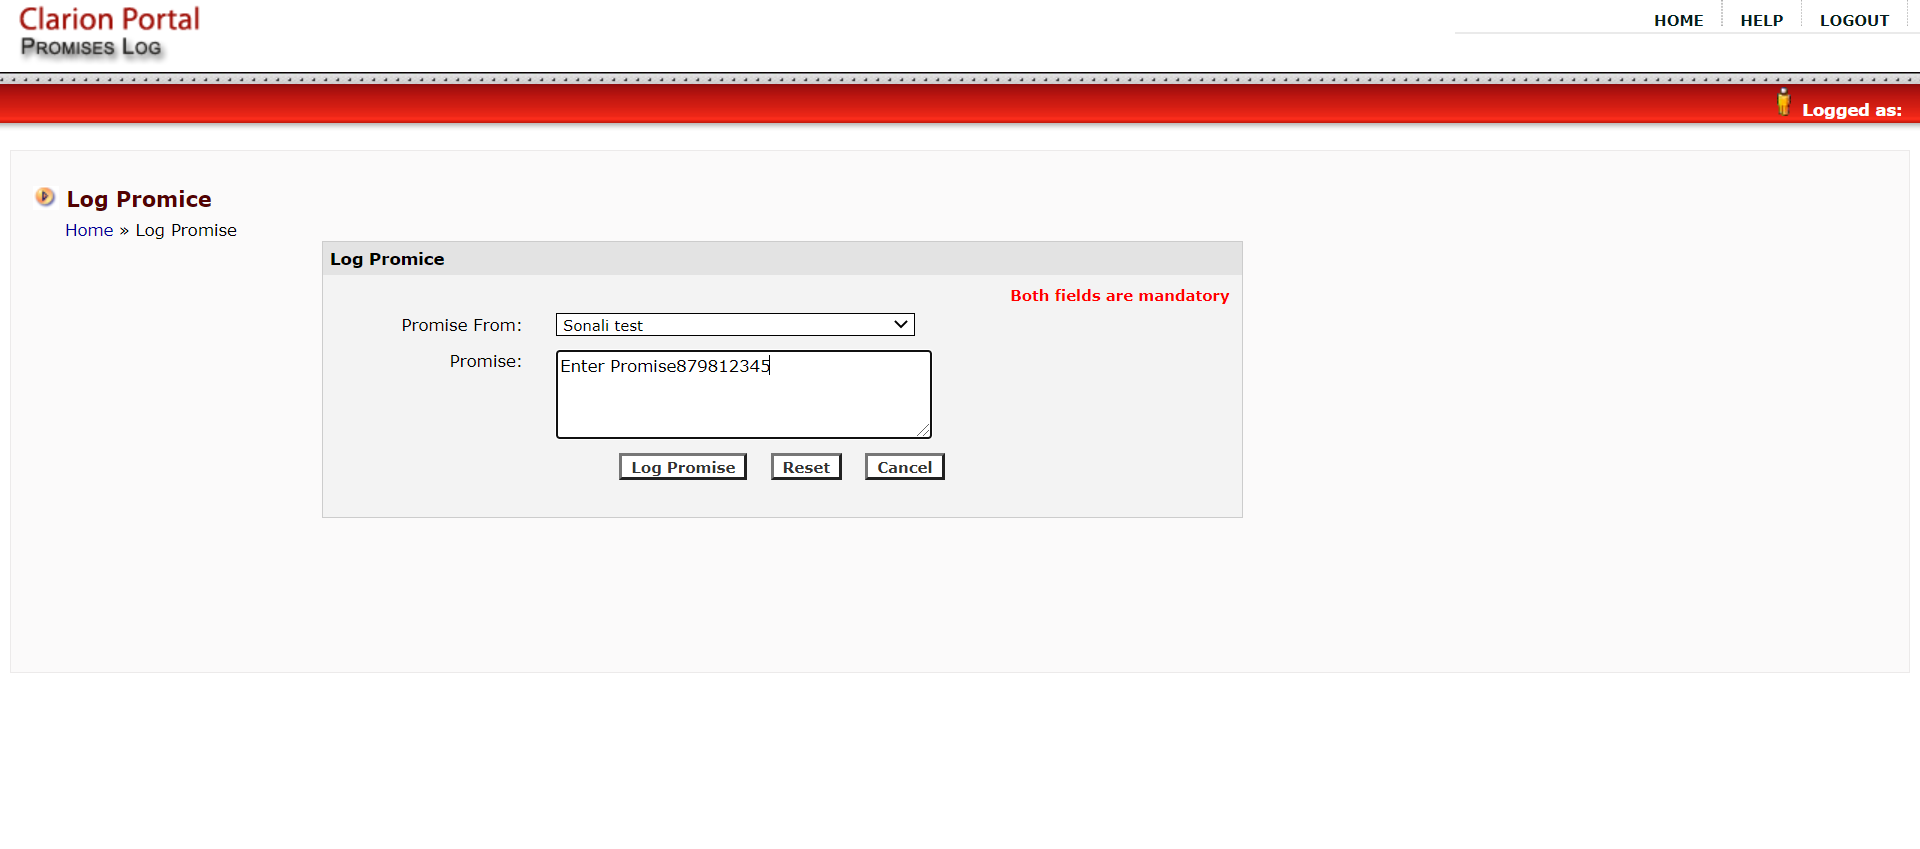 Clarion Portal
PROMISES LOG
HOME
HELP
LOGOUT
Logged as:
Log Promice
Home » Log Promise
Log Promice
Both fields are mandatory
Promise From:
Sonali test
Promise:
Enter Promise879812345
Log Promise
Reset
Cancel